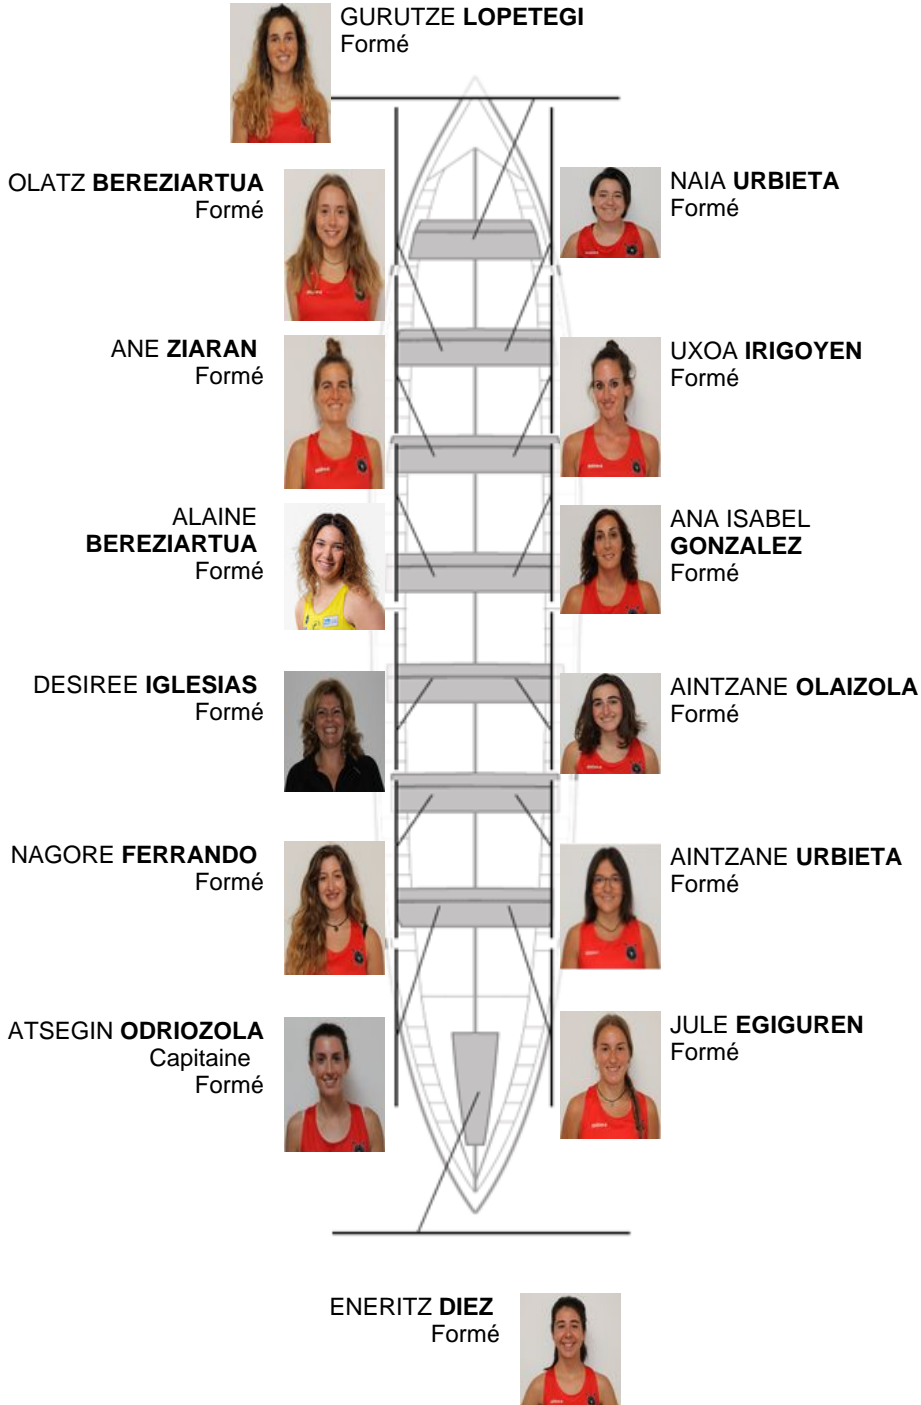 GURUTZE LOPETEGI
Formé
OLATZ BEREZIARTUA
Formé
NAIA URBIETA
Formé
ANE ZIARAN
Formé
UXOA IRIGOYEN
Formé
ALAINE
BEREZIARTUA
Formé
ANA ISABEL
GONZALEZ
Formé
DESIREE IGLESIAS
Formé
AINTZANE OLAIZOLA
Formé
NAGORE FERRANDO
Formé
AINTZANE URBIETA
Formé
ATSEGIN ODRIOZOLA
Capitaine
Formé
JULE EGIGUREN
Formé
ENERITZ DIEZ
Formé